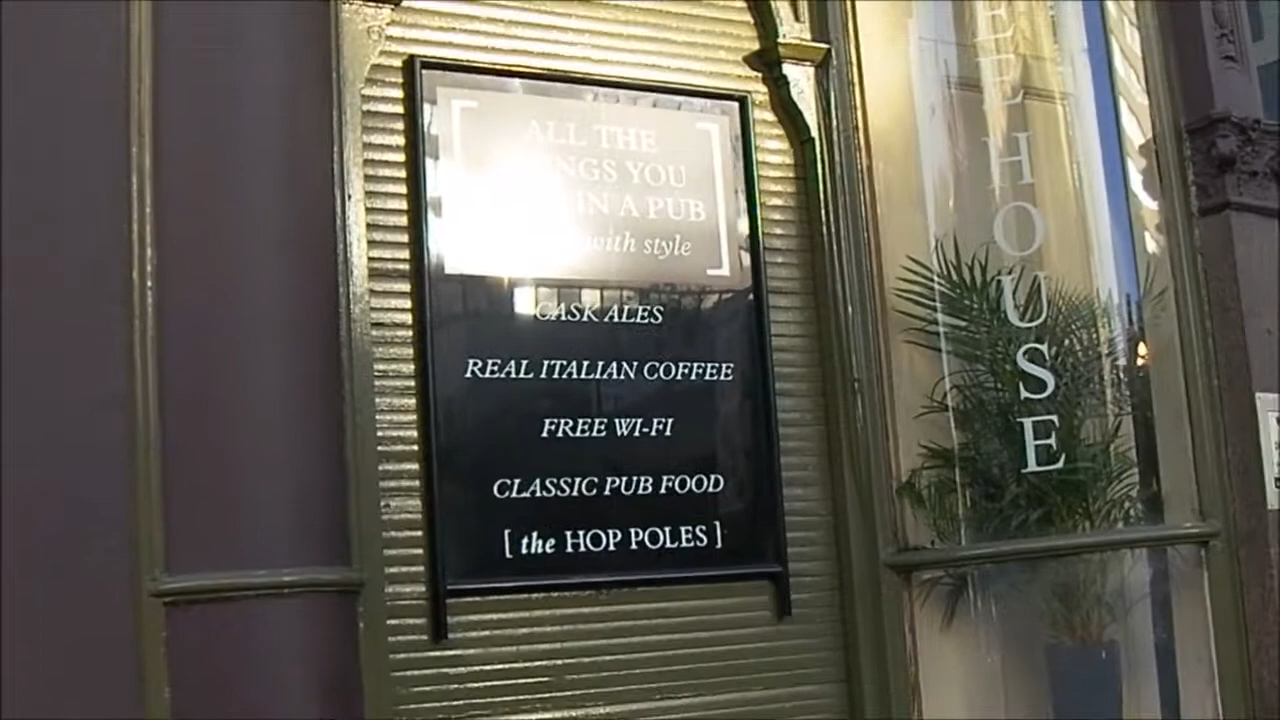 ALL THE
YOU
IN A PUB
with style
CASK ALES
REAL ITALIAN COFFEE
FREE WI-FI
CLASSIC PUB FOOD
[ the HOP POLES ]
HOUSE